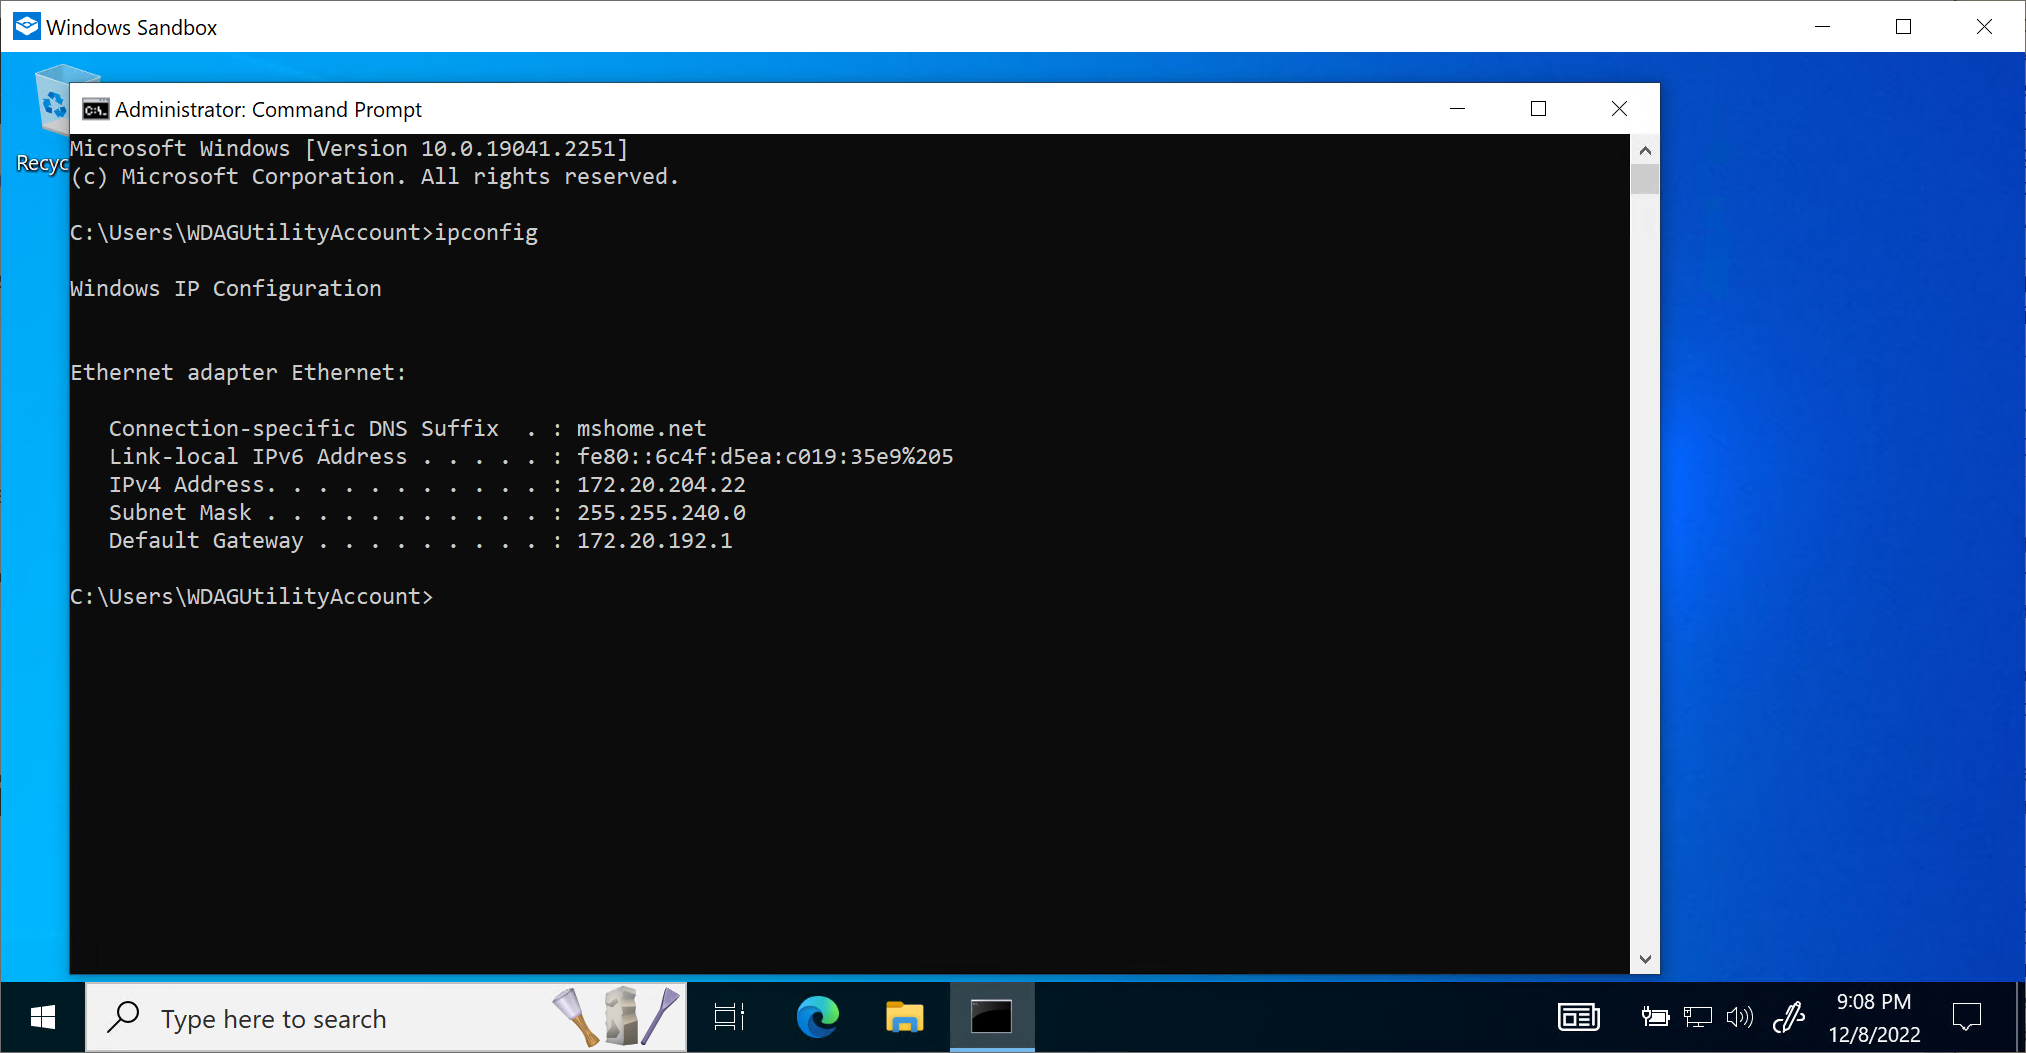 Windows Sandbox
Recyc
Administrator: Command Prompt
Microsoft Windows [Version 10.0.19041.2251]
(c) Microsoft Corporation. All rights reserved.
C:\Users\WDAGUtilityAccount>ipconfig
Windows IP Configuration
Ethernet adapter Ethernet:
Connection-specific DNS Suffix  . : mshome.net
Link-local IPv6 Address . . . . . : fe80::6c4f:d5ea:c019:35e9%205
IPv4 Address. . . . . . . . . . . : 172.20.204.22
Subnet Mask . . . . . . . . . . . : 255.255.240.0
Default Gateway . . . . . . . . . : 172.20.192.1
C:\Users\WDAGUtilityAccount>
Type here to search
9:08 PM
12/8/2022